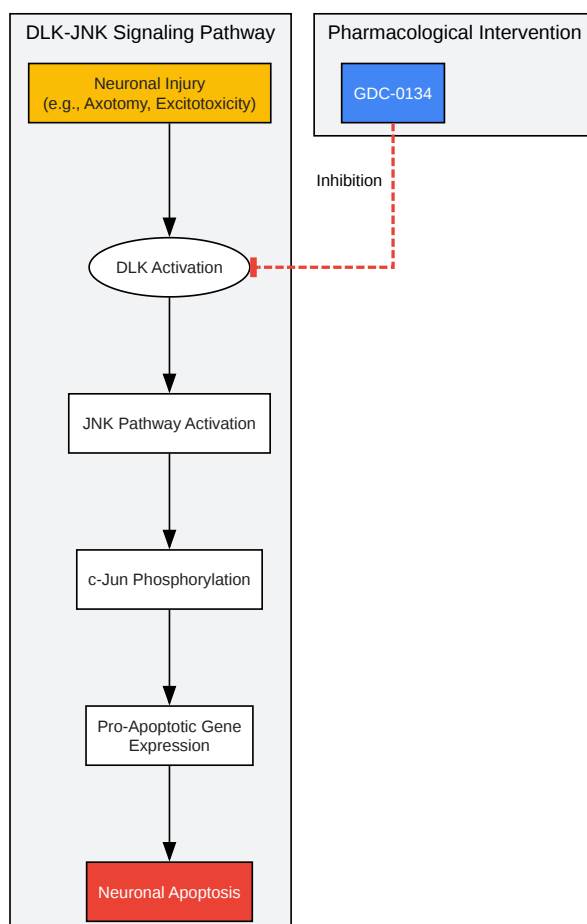 DLK-JNK Signaling Pathway
Neuronal Injury
(e.g., Axotomy, Excitotoxicity)
DLK Activation
JNK Pathway Activation
c-Jun Phosphorylation
Pro-Apoptotic Gene
Expression
Neuronal Apoptosis
Pharmacological Intervention
GDC-0134
Inhibition